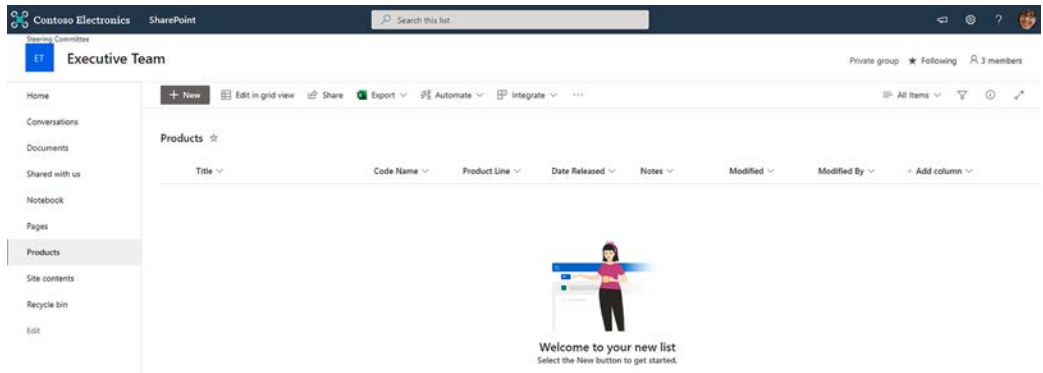 Contoso Electronics SharePoint Search this list ?
Steering Committee
ET Executive Team
Private group ★ Following 3 members
Home
Conversations
Documents
Shared with us
Notebook
Pages
Products
Site contents
Recycle bin
Edit
+ New Edit in grid view Share Export Automate Integrate ···
All Items
Products ☆
Title Code Name Product Line Date Released Notes Modified Modified By + Add column
Welcome to your new list
Select the New button to get started.